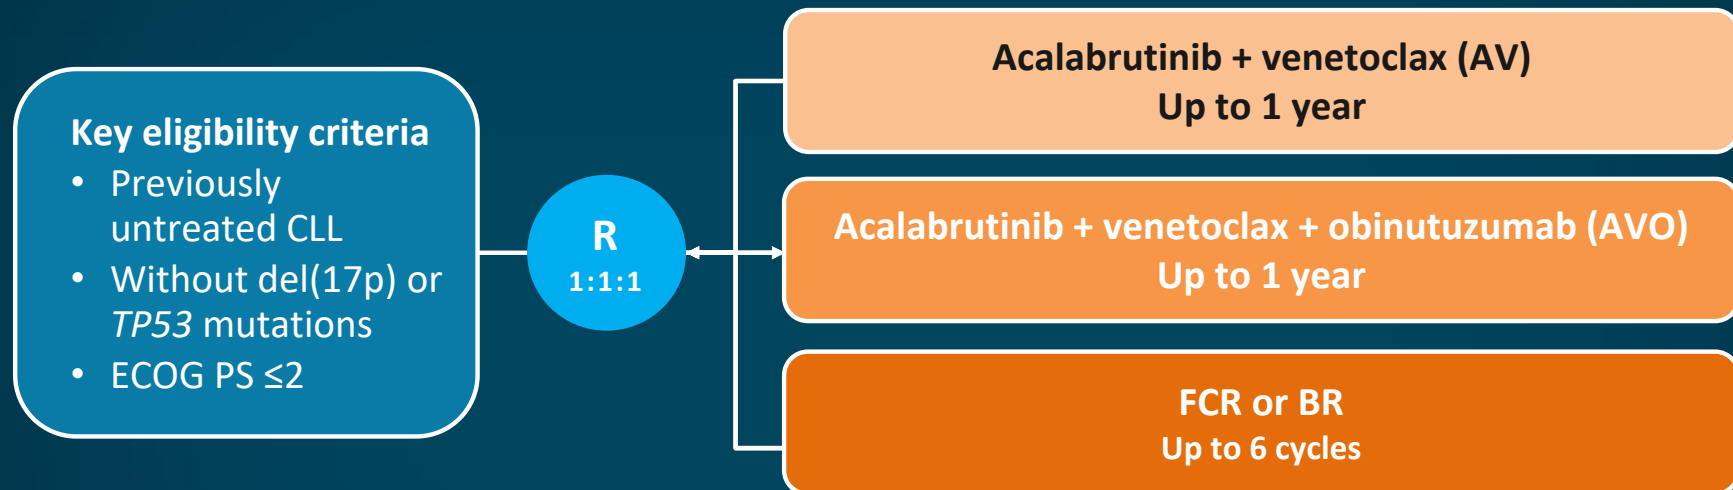 Key eligibility criteria
• Previously
untreated CLL
• Without del(17p) or
TP53 mutations
• ECOG PS ≤2
R
1:1:1
Acalabrutinib + venetoclax (AV)
Up to 1 year
Acalabrutinib + venetoclax + obinutuzumab (AVO)
Up to 1 year
FCR or BR
Up to 6 cycles